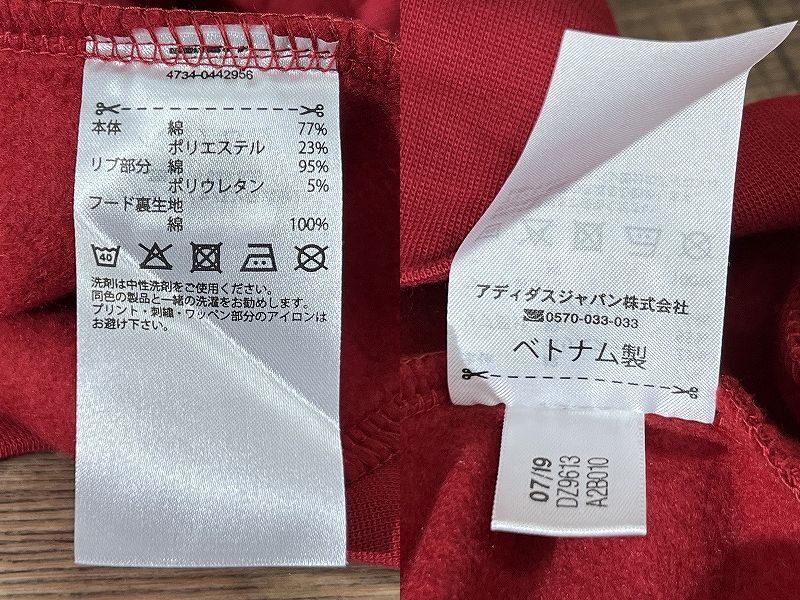 4734-0442956
本体 綿 77%
ポリエステル 23%
リブ部分 綿 95%
ポリウレタン 5%
フード裏生地
綿 100%
40
洗剤は中性洗剤をご使用ください。
同色の製品と一緒の洗濯をお勧めします。
プリント・刺繍・ワッペン部分のアイロンは
お避け下さい。
アディダスジャパン株式会社
0570-033-033
ベトナム製
07/19
DZ9613
A2B010